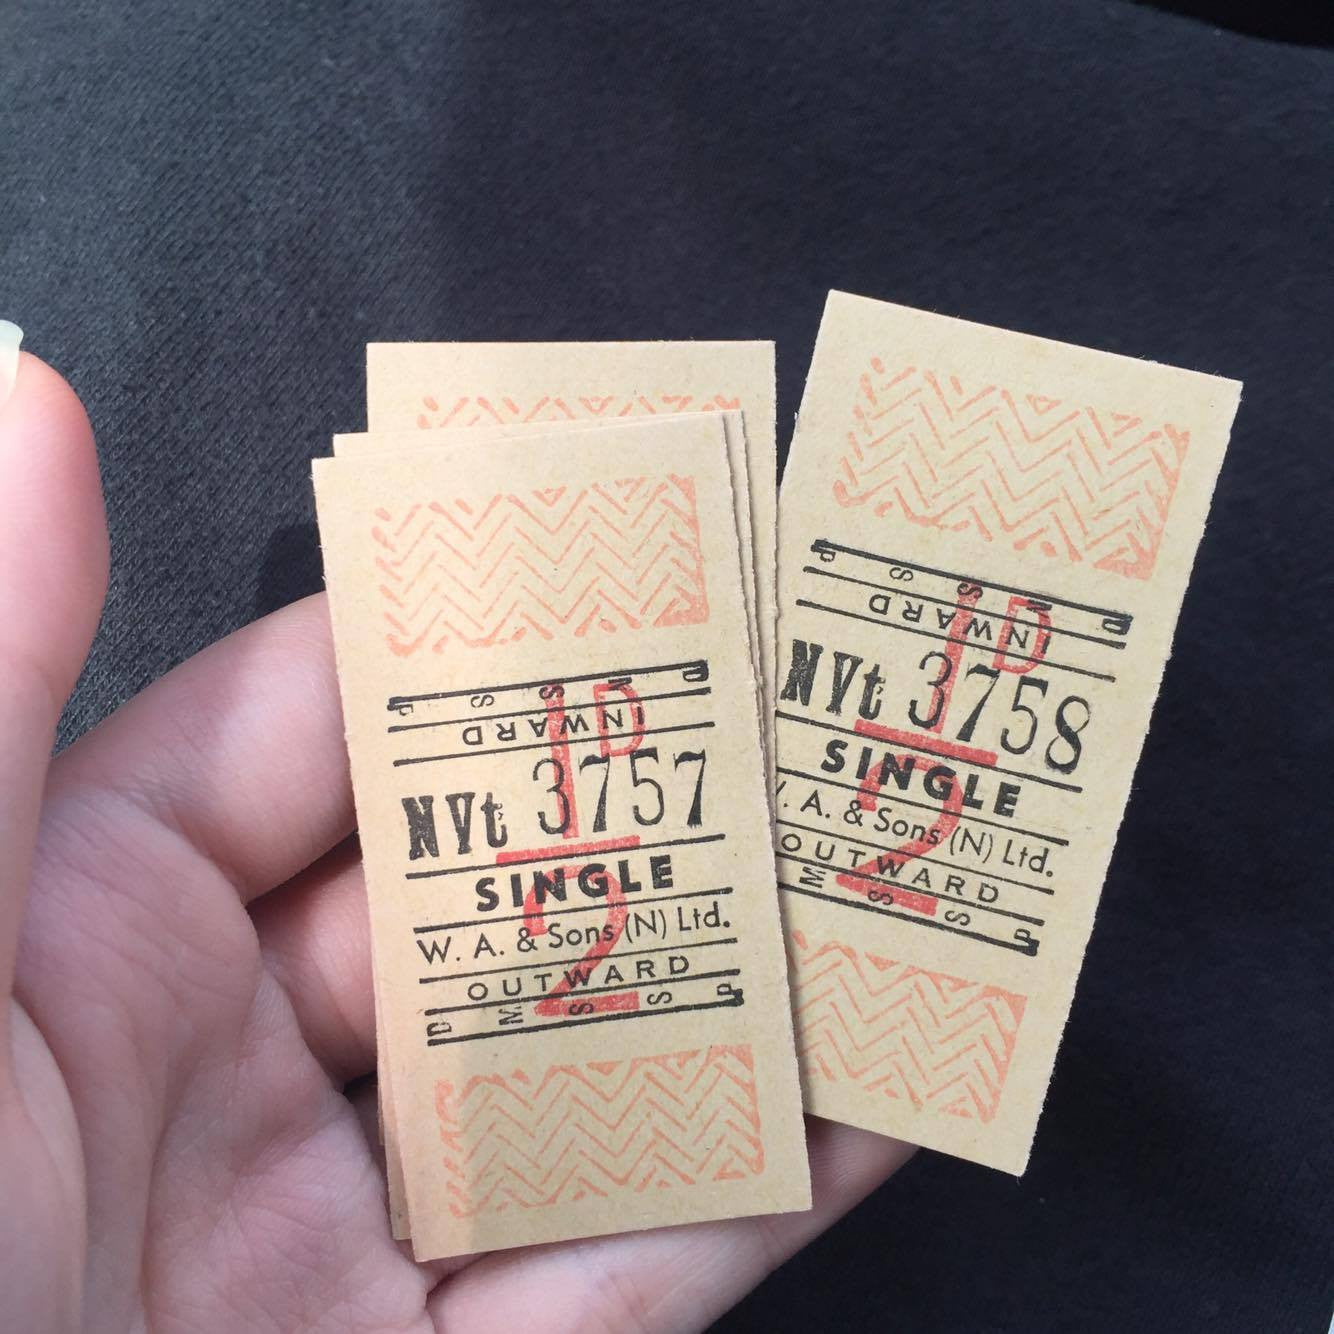 P S S M D
INWARD
NVt 3757
1D
2
SINGLE
W. A. & Sons (N) Ltd.
OUTWARD
D M S S P
P S S M D
INWARD
NVt 3758
1D
2
SINGLE
. A. & Sons (N) Ltd.
OUTWARD
M S S P